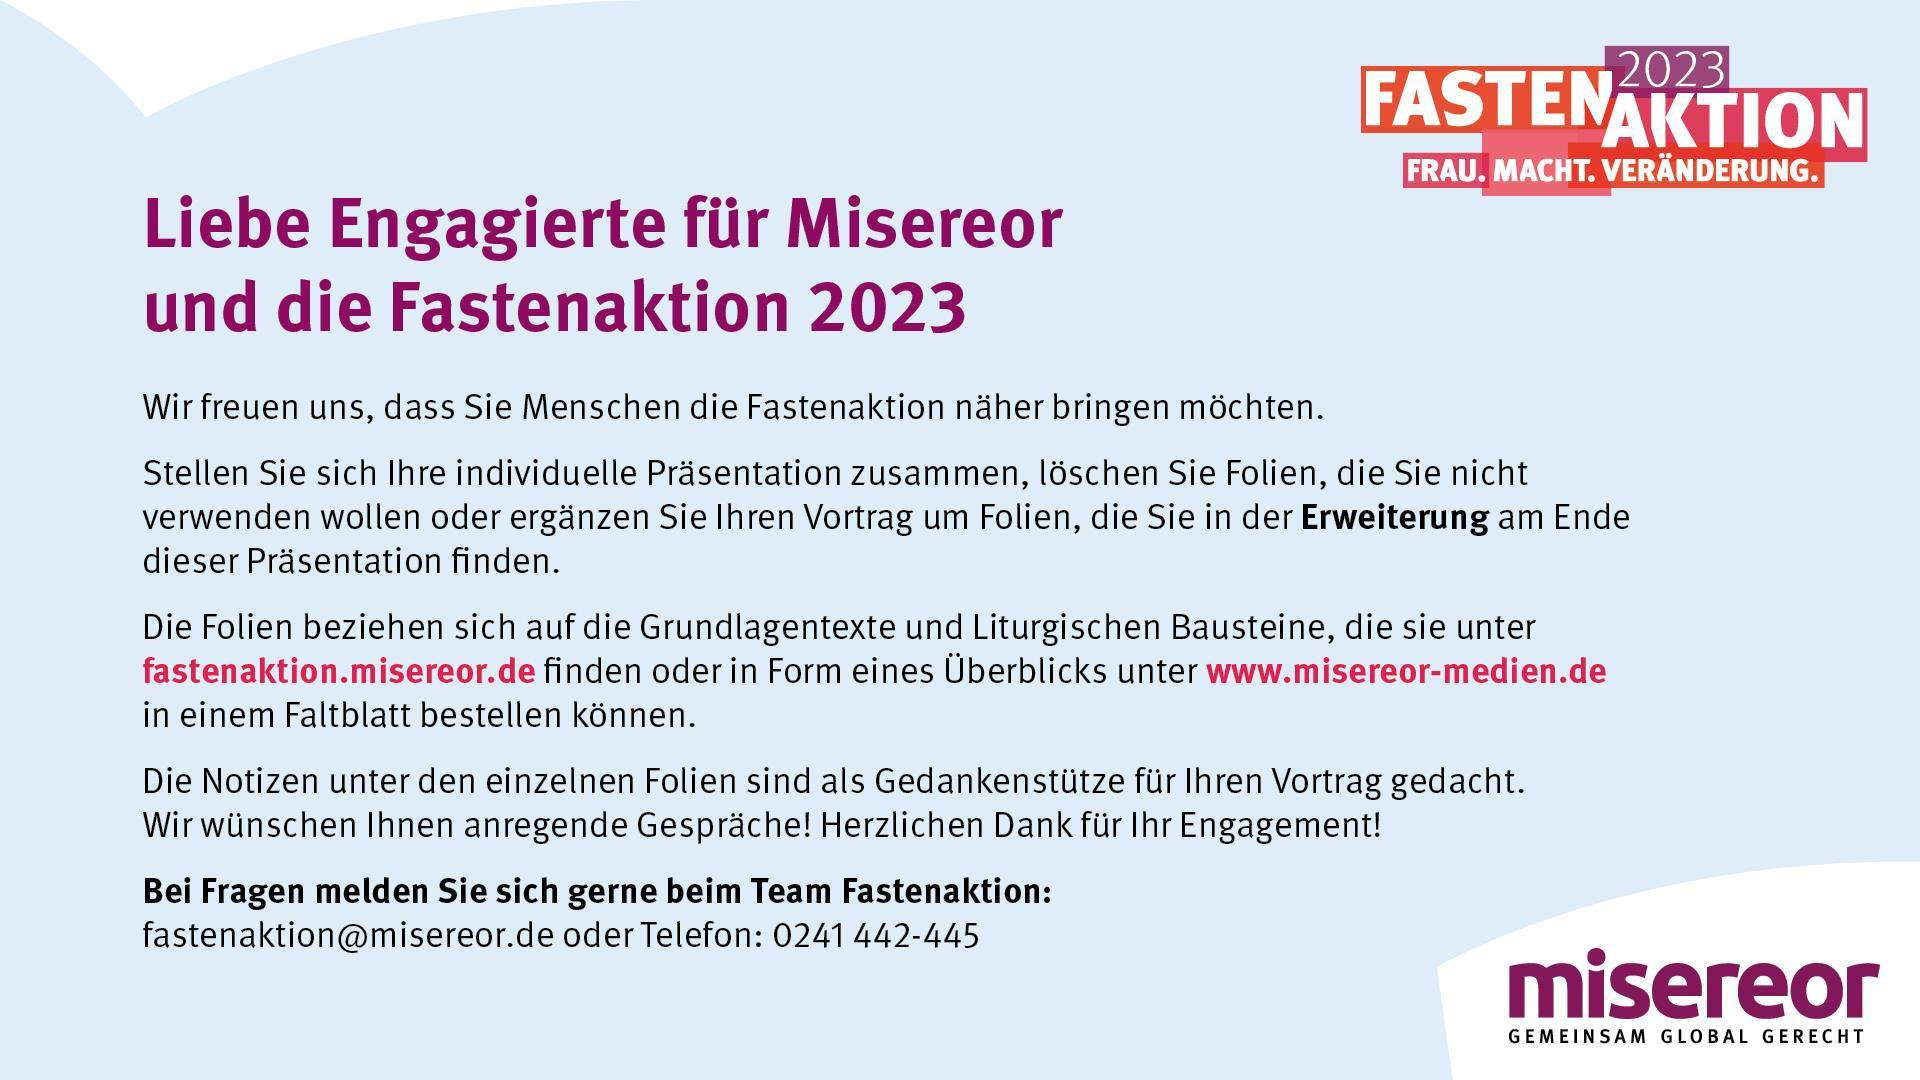 2023
FASTENAKTION
FRAU. MACHT. VERÄNDERUNG.
Liebe Engagierte für Misereor
und die Fastenaktion 2023
Wir freuen uns, dass Sie Menschen die Fastenaktion näher bringen möchten.
Stellen Sie sich Ihre individuelle Präsentation zusammen, löschen Sie Folien, die Sie nicht
verwenden wollen oder ergänzen Sie Ihren Vortrag um Folien, die Sie in der Erweiterung am Ende
dieser Präsentation finden.
Die Folien beziehen sich auf die Grundlagentexte und Liturgischen Bausteine, die sie unter
fastenaktion.misereor.de finden oder in Form eines Überblicks unter www.misereor-medien.de
in einem Faltblatt bestellen können.
Die Notizen unter den einzelnen Folien sind als Gedankenstütze für Ihren Vortrag gedacht.
Wir wünschen Ihnen anregende Gespräche! Herzlichen Dank für Ihr Engagement!
Bei Fragen melden Sie sich gerne beim Team Fastenaktion:
fastenaktion@misereor.de oder Telefon: 0241 442-445
misereor
GEMEINSAM GLOBAL GERECHT